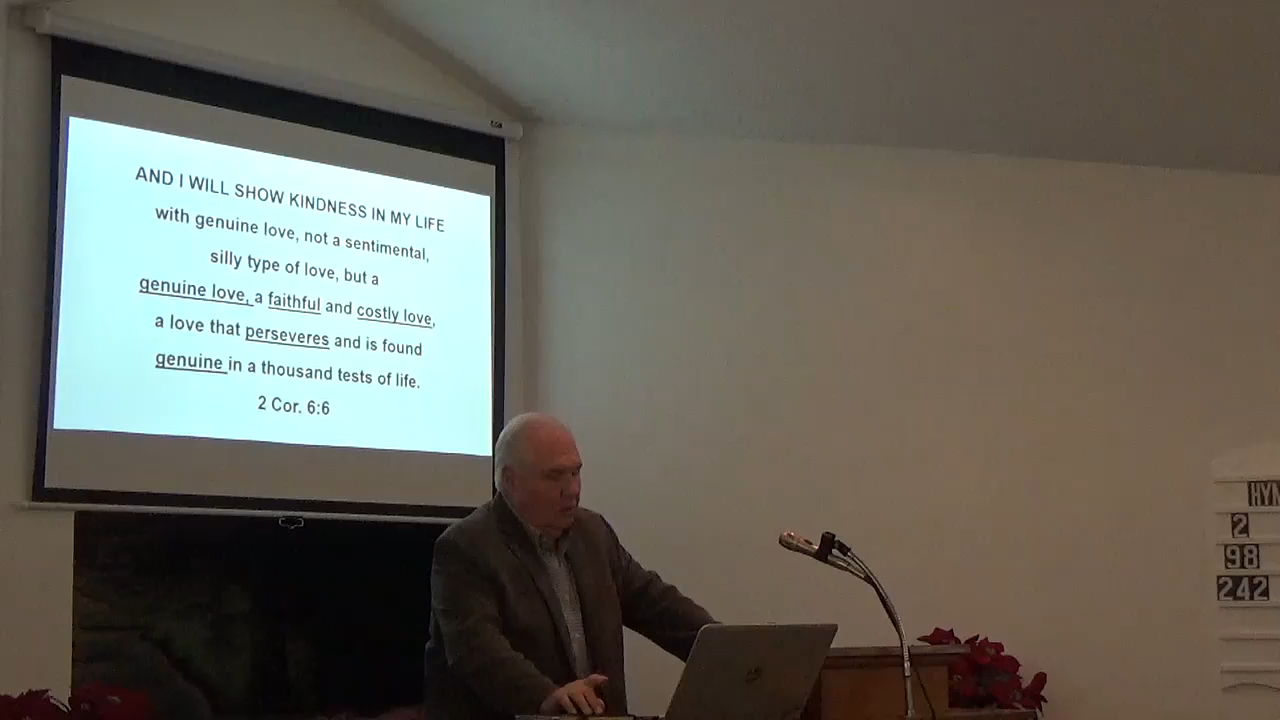 AND I WILL SHOW KINDNESS IN MY LIFE
with genuine love, not a sentimental,
silly type of love, but a
genuine love, a faithful and costly love,
a love that perseveres and is found
genuine in a thousand tests of life.
2 Cor. 6:6
2
98
242